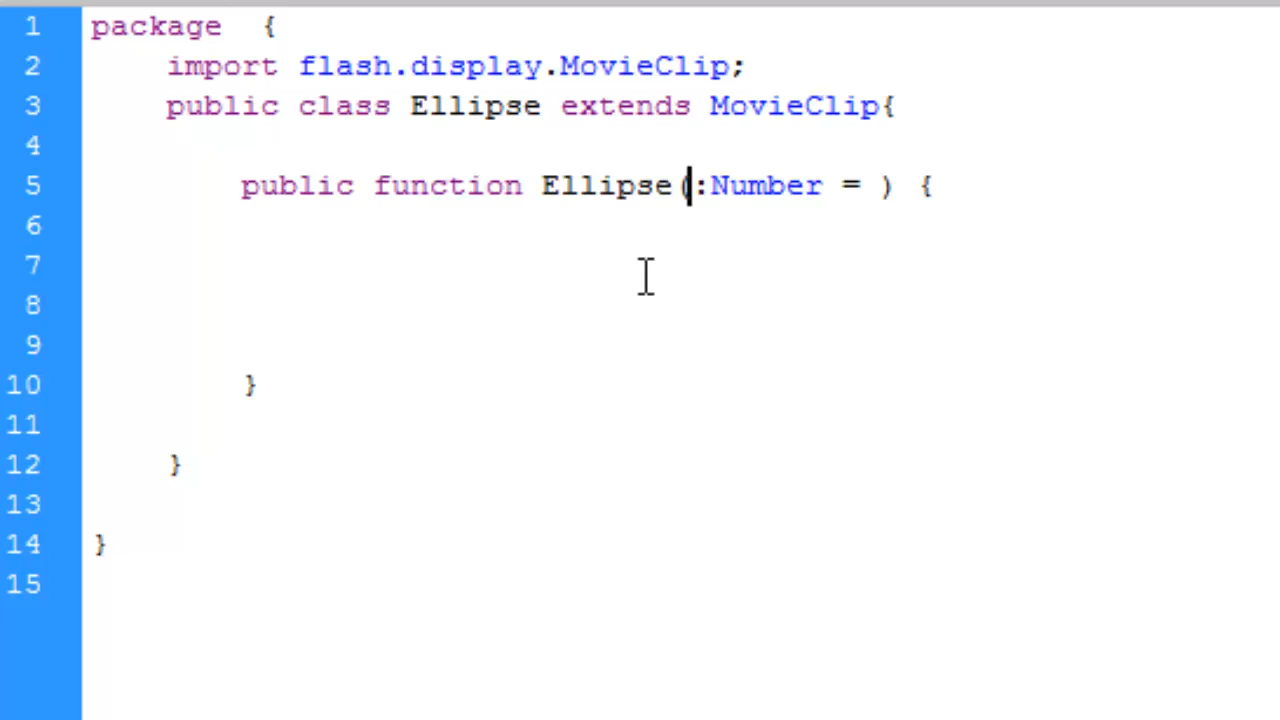 1 package  {
2     import flash.display.MovieClip;
3     public class Ellipse extends MovieClip{
4
5         public function Ellipse(:Number = ) {
6
7
8
9
10         }
11
12     }
13
14 }
15